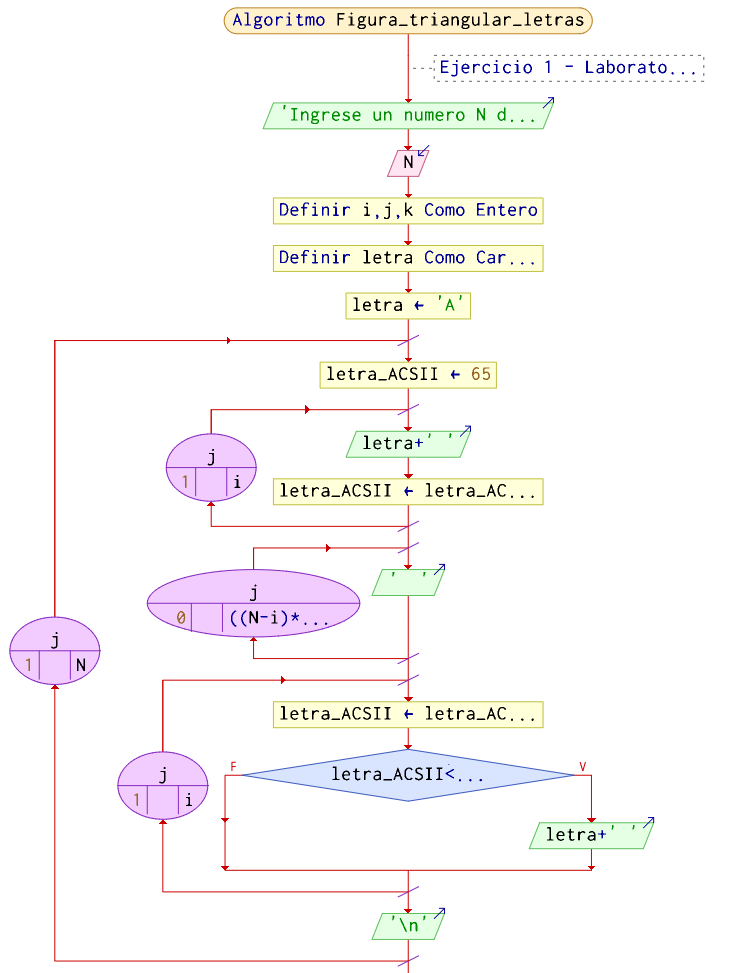 Algoritmo Figura_triangular_letras
Ejercicio 1 - Laborato...
'Ingrese un numero N d...
N
Definir i,j,k Como Entero
Definir letra Como Car...
letra ← 'A'
letra_ACSII ← 65
letra+' '
j
1 i
letra_ACSII ← letra_AC...
' '
j
0 ((N-i)*...
j
1 N
letra_ACSII ← letra_AC...
F
V
letra_ACSII<...
j
1 i
letra+' '
'\n'